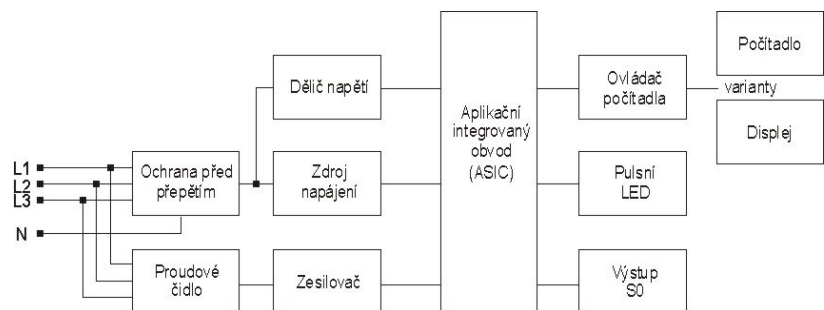 Počítadlo
Dělič napětí
Ovládač
počítadla
varianty
Aplikační
integrovaný
obvod
(ASIC)
Displej
L1
L2
L3
N
Ochrana před
přepětím
Zdroj
napájení
Pulsní
LED
Proudové
čidlo
Zesilovač
Výstup
S0